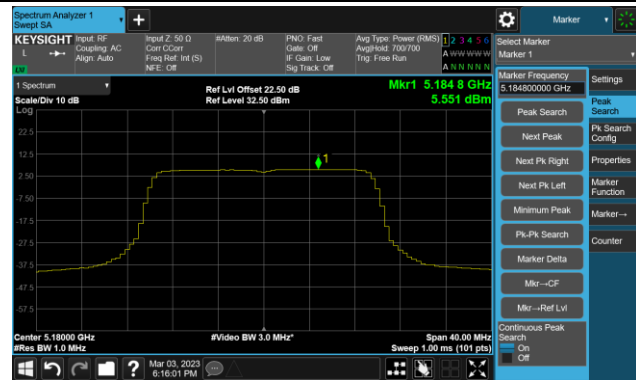 Spectrum Analyzer 1
Swept SA
+
Marker
KEYSIGHT
L
Input: RF
Coupling: AC
Align: Auto
Input Z: 50 Ω
Corr CCorr
Freq Ref: Int (S)
NFE: Off
#Atten: 20 dB
PNO: Fast
Gate: Off
IF Gain: Low
Sig Track: Off
Avg Type: Power (RMS)
Avg|Hold: 700/700
Trig: Free Run
1 2 3 4 5 6
A W W W W W
A N N N N N
Select Marker
Marker 1
1 Spectrum
Scale/Div 10 dB
Ref Lvl Offset 22.50 dB
Ref Level 32.50 dBm
Mkr1 5.184 8 GHz
5.551 dBm
Log
22.5
12.5
2.50
-7.50
-17.5
-27.5
-37.5
-47.5
-57.5
1
Center 5.18000 GHz
#Res BW 1.0 MHz
#Video BW 3.0 MHz*
Span 40.00 MHz
Sweep 1.00 ms (101 pts)
Marker Frequency
5.184800000 GHz
Peak Search
Next Peak
Next Pk Right
Next Pk Left
Minimum Peak
Pk-Pk Search
Marker Delta
Mkr→CF
Mkr→Ref Lvl
Continuous Peak
Search
On
Off
Settings
Peak
Search
Pk Search
Config
Properties
Marker
Function
Marker→
Counter
?
Mar 03, 2023
6:16:01 PM